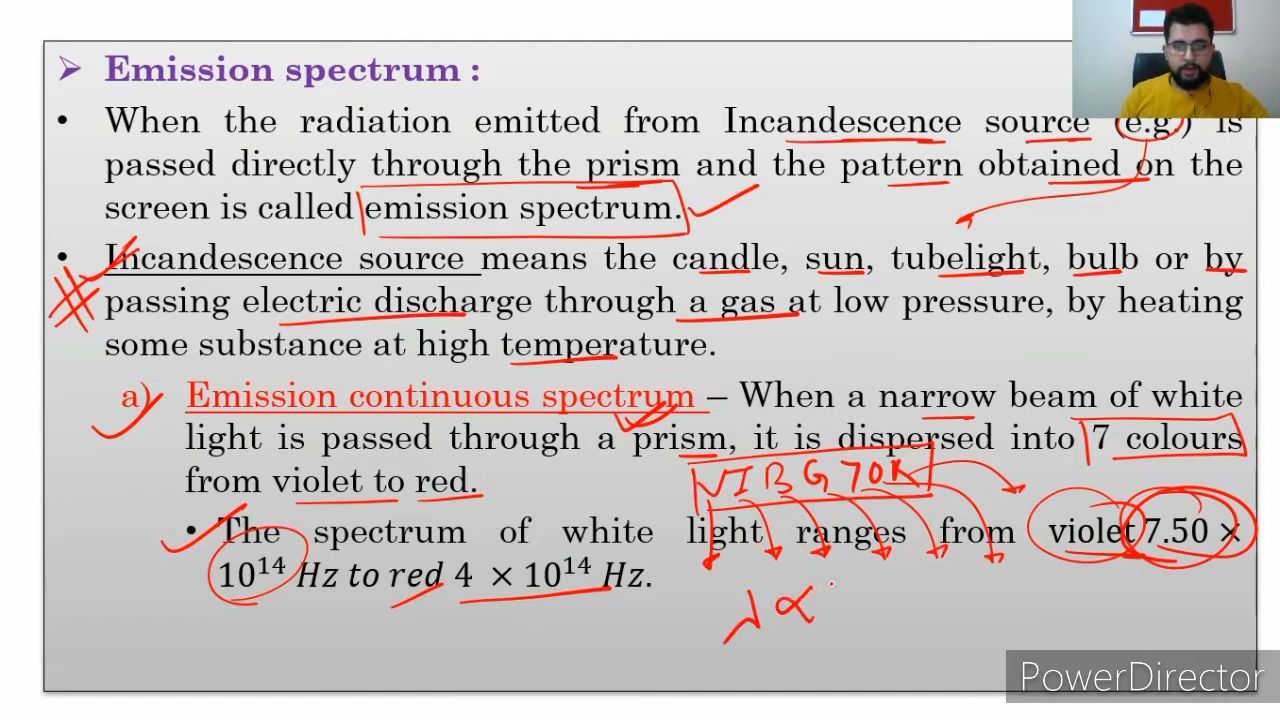 ➢ Emission spectrum :
• When the radiation emitted from Incandescence source (e.g.) is
passed directly through the prism and the pattern obtained on the
screen is called emission spectrum.
• Incandescence source means the candle, sun, tubelight, bulb or by
passing electric discharge through a gas at low pressure, by heating
some substance at high temperature.
a) Emission continuous spectrum – When a narrow beam of white
light is passed through a prism, it is dispersed into 7 colours
from violet to red.
VIBGYOR
• The spectrum of white light ranges from violet 7.50 ×
10¹⁴ Hz to red 4 × 10¹⁴ Hz.
λ ∝
PowerDirector